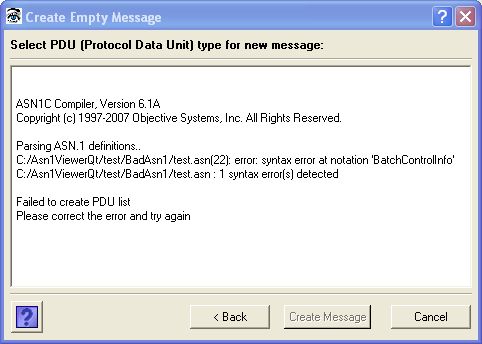 Create Empty Message
Select PDU (Protocol Data Unit) type for new message:
ASN1C Compiler, Version 6.1A
Copyright (c) 1997-2007 Objective Systems, Inc. All Rights Reserved.
Parsing ASN.1 definitions..
C:/Asn1ViewerQt/test/BadAsn1/test.asn(22): error: syntax error at notation 'BatchControlInfo'
C:/Asn1ViewerQt/test/BadAsn1/test.asn : 1 syntax error(s) detected
Failed to create PDU list
Please correct the error and try again
? < Back Create Message Cancel